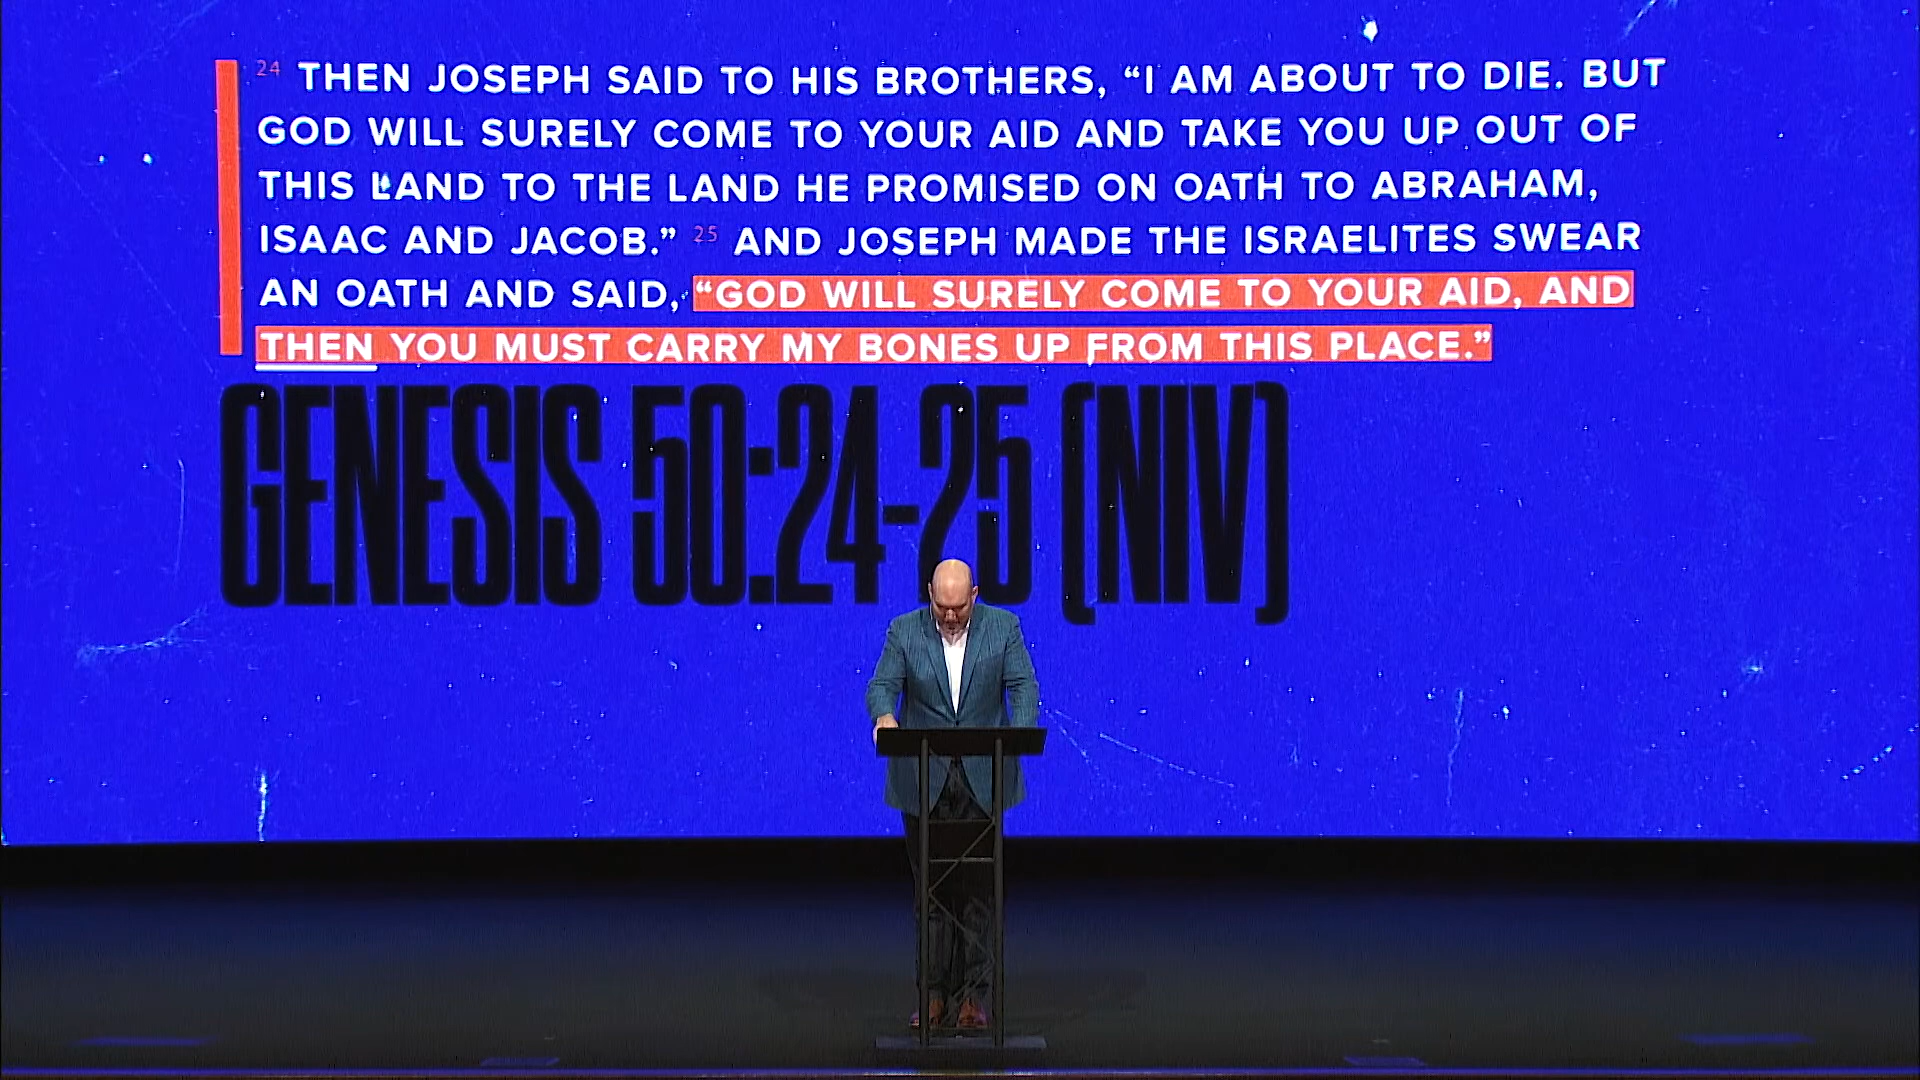 24 THEN JOSEPH SAID TO HIS BROTHERS, “I AM ABOUT TO DIE. BUT
GOD WILL SURELY COME TO YOUR AID AND TAKE YOU UP OUT OF
THIS LAND TO THE LAND HE PROMISED ON OATH TO ABRAHAM,
ISAAC AND JACOB.” 25 AND JOSEPH MADE THE ISRAELITES SWEAR
AN OATH AND SAID, “GOD WILL SURELY COME TO YOUR AID, AND
THEN YOU MUST CARRY MY BONES UP FROM THIS PLACE.”
GENESIS 50:24-25 (NIV)